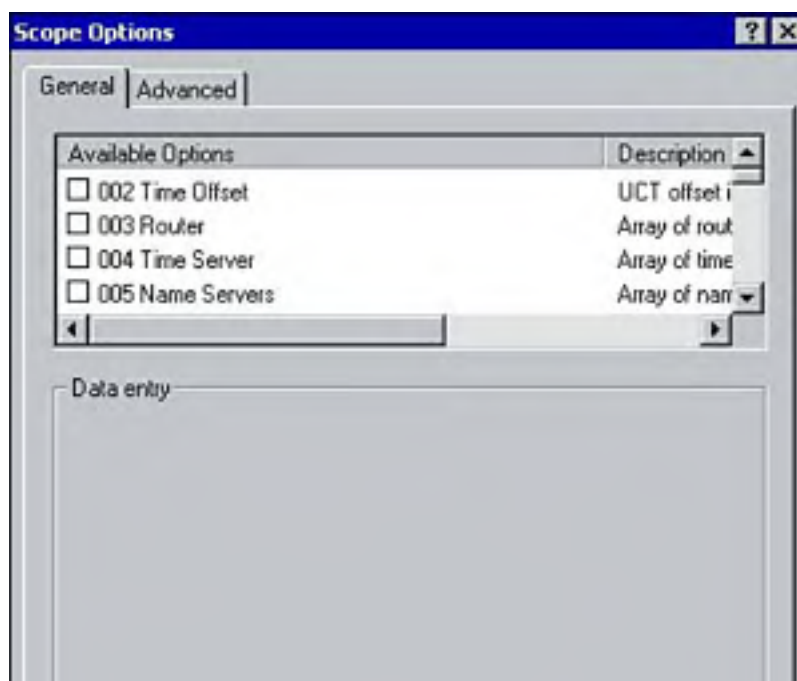 Scope Options
General Advanced
Available Options Description
002 Time Offset UCT offset i
003 Router Array of rout
004 Time Server Array of time
005 Name Servers Array of nam
Data entry